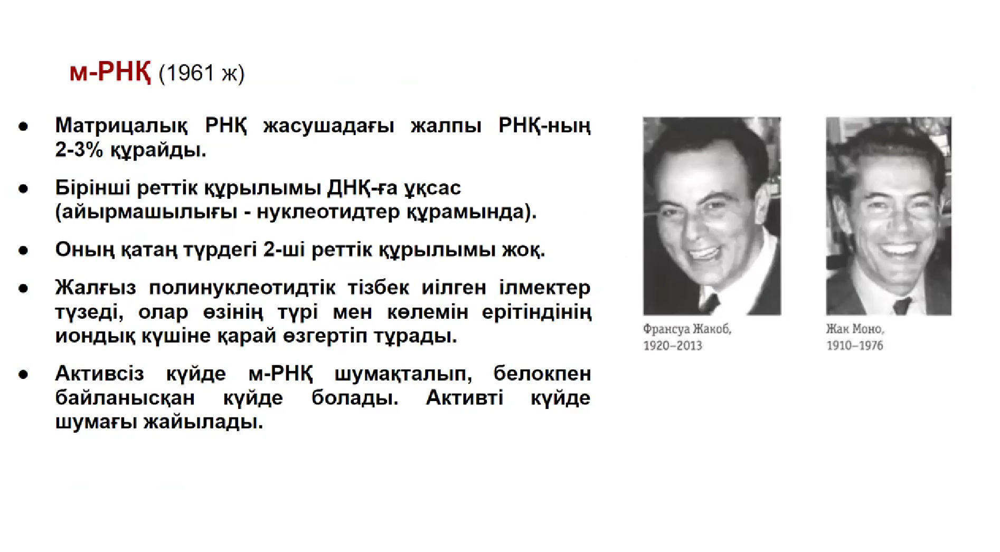 м-РНҚ (1961 ж)
● Матрицалық РНҚ жасушадағы жалпы РНҚ-ның
2-3% құрайды.
● Бірінші реттік құрылымы ДНҚ-ға ұқсас
(айырмашылығы - нуклеотидтер құрамында).
● Оның қатаң түрдегі 2-ші реттік құрылымы жоқ.
● Жалғыз полинуклеотидтік тізбек иілген ілмектер
түзеді, олар өзінің түрі мен көлемін ерітіндінің
иондық күшіне қарай өзгертіп тұрады.
● Активсіз күйде м-РНҚ шумақталып, белокпен
байланысқан күйде болады. Активті күйде
шумағы жайылады.
Франсуа Жакоб,
1920–2013
Жак Моно,
1910–1976